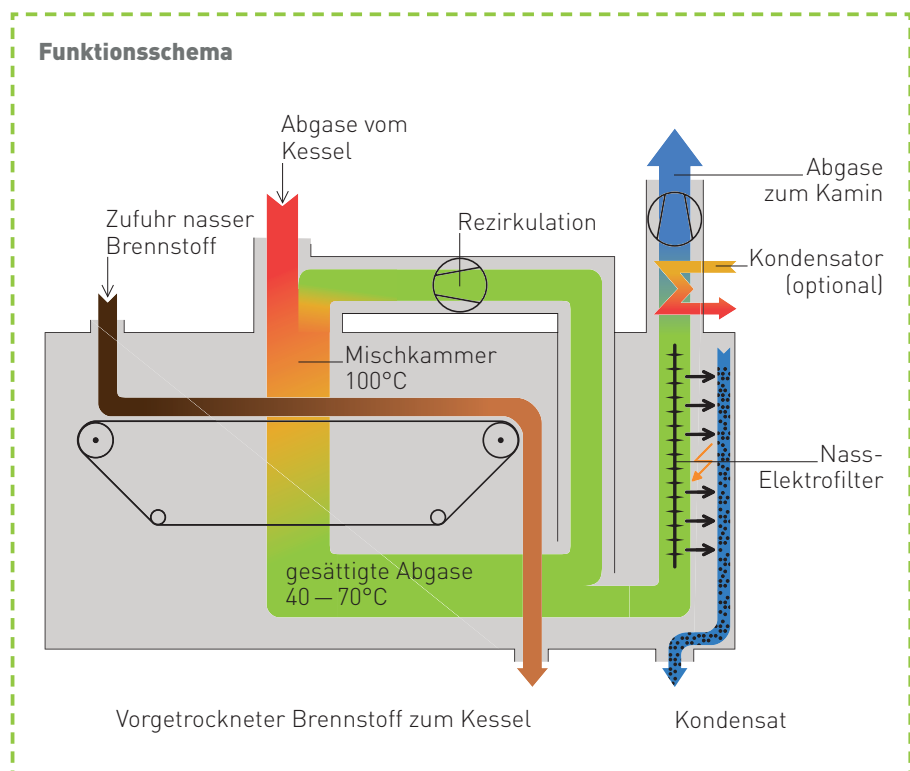 Funktionsschema
Abgase vom
Kessel
Abgase
zum Kamin
Zufuhr nasser
Brennstoff
Rezirkulation
Kondensator
(optional)
Mischkammer
100°C
Nass-
Elektrofilter
gesättigte Abgase
40 — 70°C
Vorgetrockneter Brennstoff zum Kessel
Kondensat